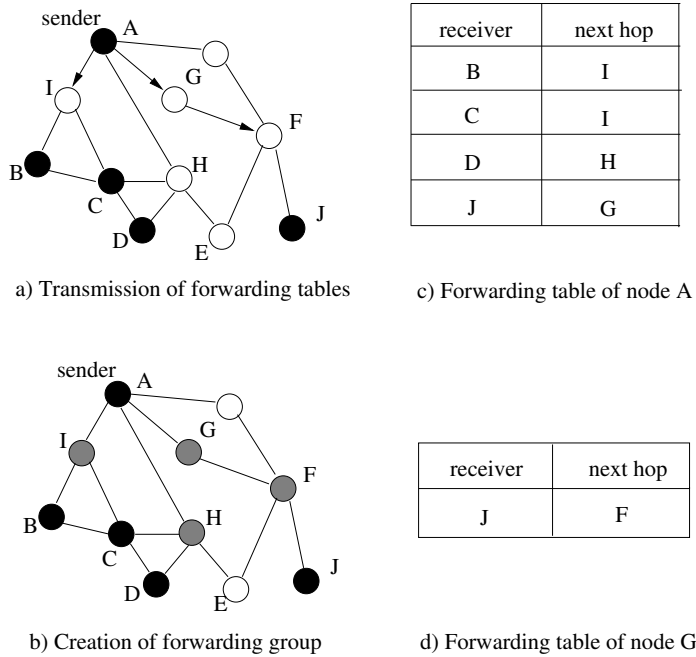 sender
A
G
I
F
B
H
C
J
D
E
a) Transmission of forwarding tables
receiver next hop
B I
C I
D H
J G
c) Forwarding table of node A
sender
A
G
I
F
B
H
C
J
D
E
b) Creation of forwarding group
receiver next hop
J F
d) Forwarding table of node G